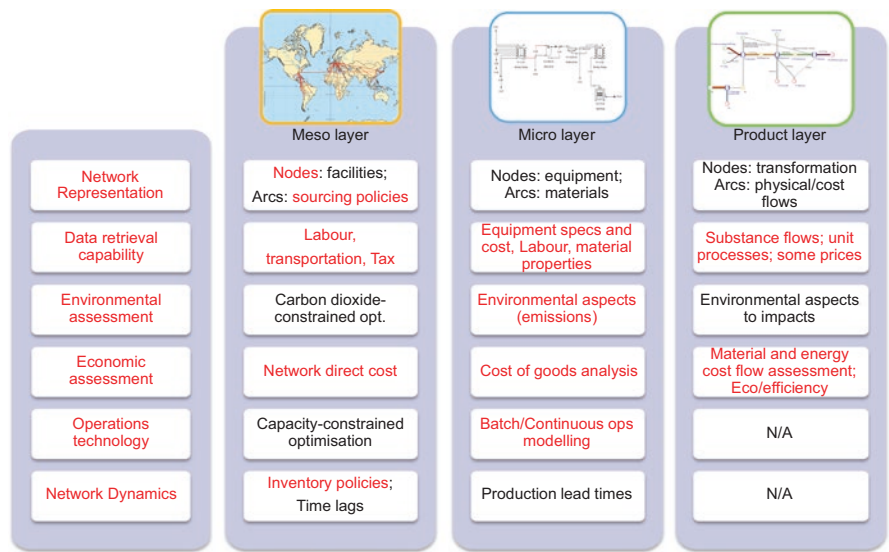 Meso layer
Micro layer
Product layer
Network
Representation
Nodes: facilities;
Arcs: sourcing policies
Nodes: equipment;
Arcs: materials
Nodes: transformation
Arcs: physical/cost
flows
Data retrieval
capability
Labour,
transportation, Tax
Equipment specs and
cost, Labour, material
properties
Substance flows; unit
processes; some prices
Environmental
assessment
Carbon dioxide-
constrained opt.
Environmental aspects
(emissions)
Environmental aspects
to impacts
Economic
assessment
Network direct cost
Cost of goods analysis
Material and energy
cost flow assessment;
Eco/efficiency
Operations
technology
Capacity-constrained
optimisation
Batch/Continuous ops
modelling
N/A
Network Dynamics
Inventory policies;
Time lags
Production lead times
N/A